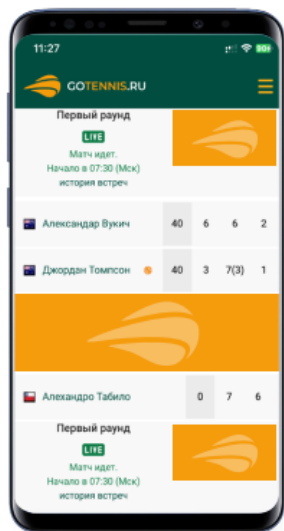 11:27
90+
GOTENNIS.RU
Первый раунд
LIVE
Матч идет.
Начало в 07:30 (Мск)
история встреч
Александар Вукич 40 6 6 2
Джордан Томпсон 40 3 7(3) 1
Алехандро Табило 0 7 6
Первый раунд
LIVE
Матч идет.
Начало в 07:30 (Мск)
история встреч